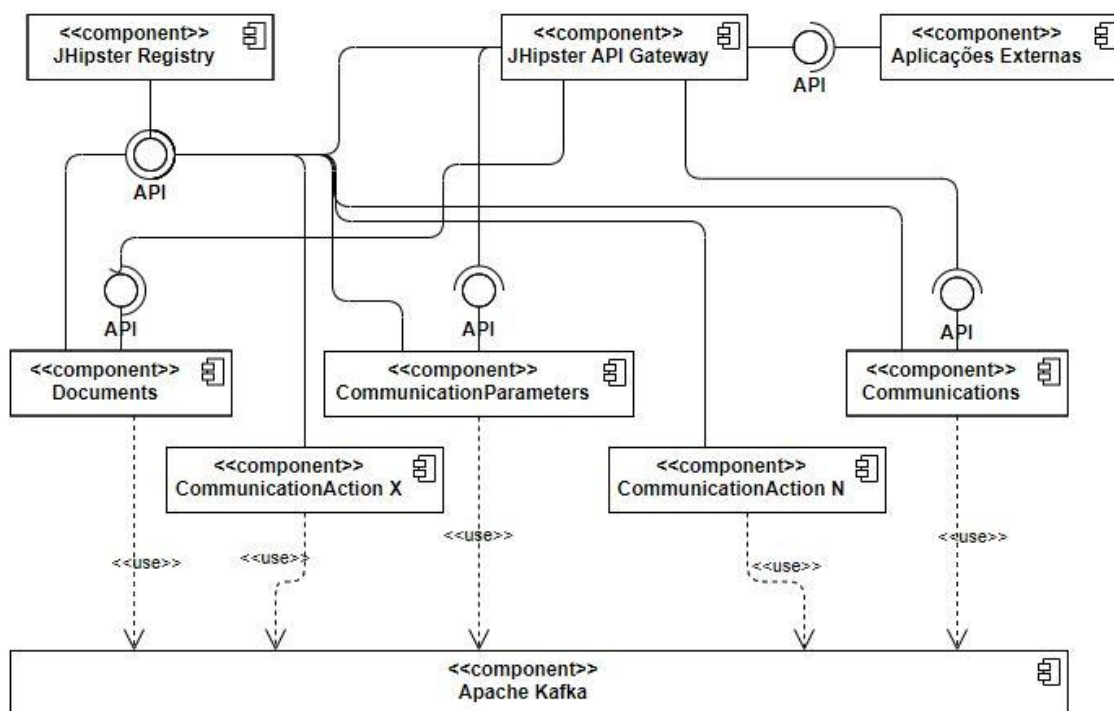 <<component>>
JHipster Registry
<<component>>
JHipster API Gateway
<<component>>
Aplicações Externas
API
API
API
API
API
<<component>>
Documents
<<component>>
CommunicationParameters
<<component>>
Communications
<<component>>
CommunicationAction X
<<component>>
CommunicationAction N
<<use>>
<<use>>
<<use>>
<<use>>
<<use>>
<<component>>
Apache Kafka